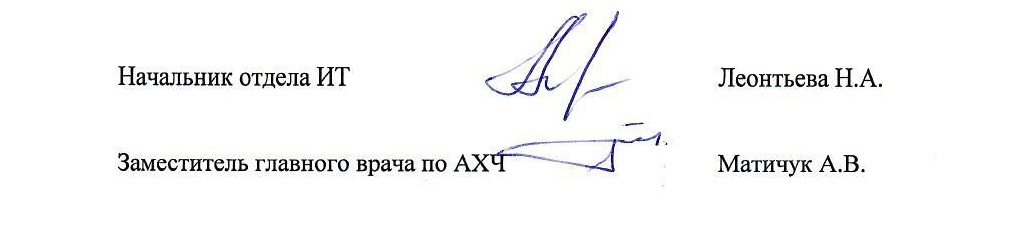 Начальник отдела ИТ Леонтьева Н.А.
Заместитель главного врача по АХЧ Матичук А.В.